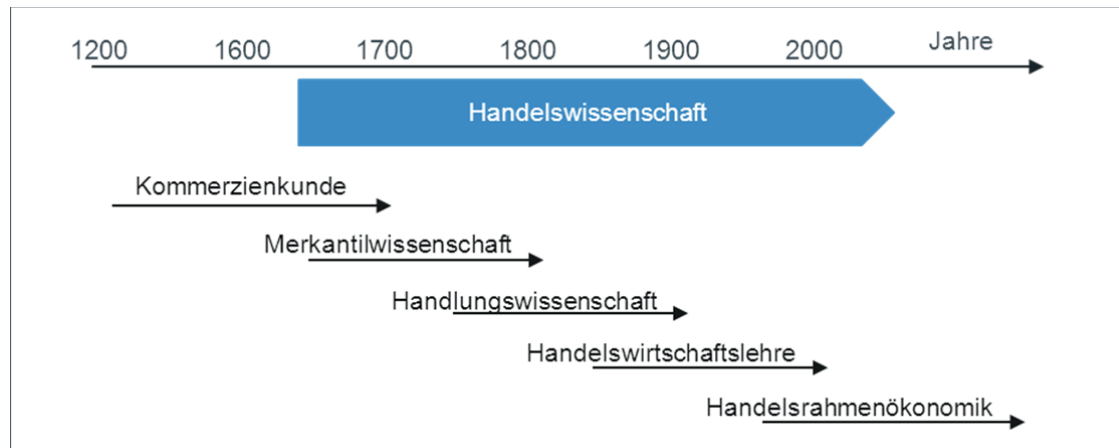 1200 1600 1700 1800 1900 2000 Jahre
Handelswissenschaft
Kommerzienkunde
Merkantilwissenschaft
Handlungswissenschaft
Handelswirtschaftslehre
Handelsrahmenökonomik